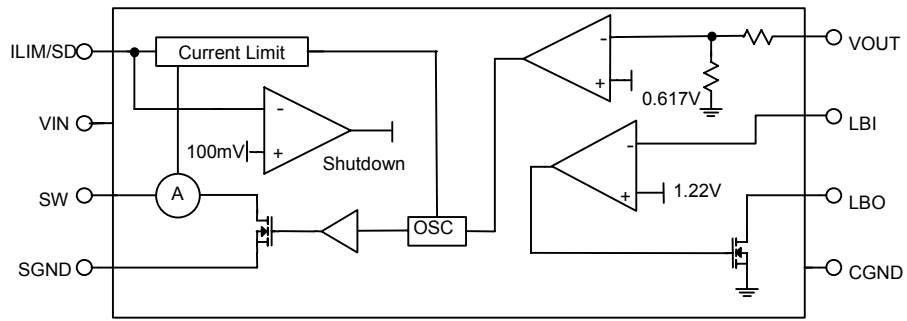 ILIM/SD
Current Limit
VOUT
-
+
0.617V
VIN
-
+
100mV
Shutdown
LBI
-
+
1.22V
SW
A
LBO
OSC
SGND
CGND